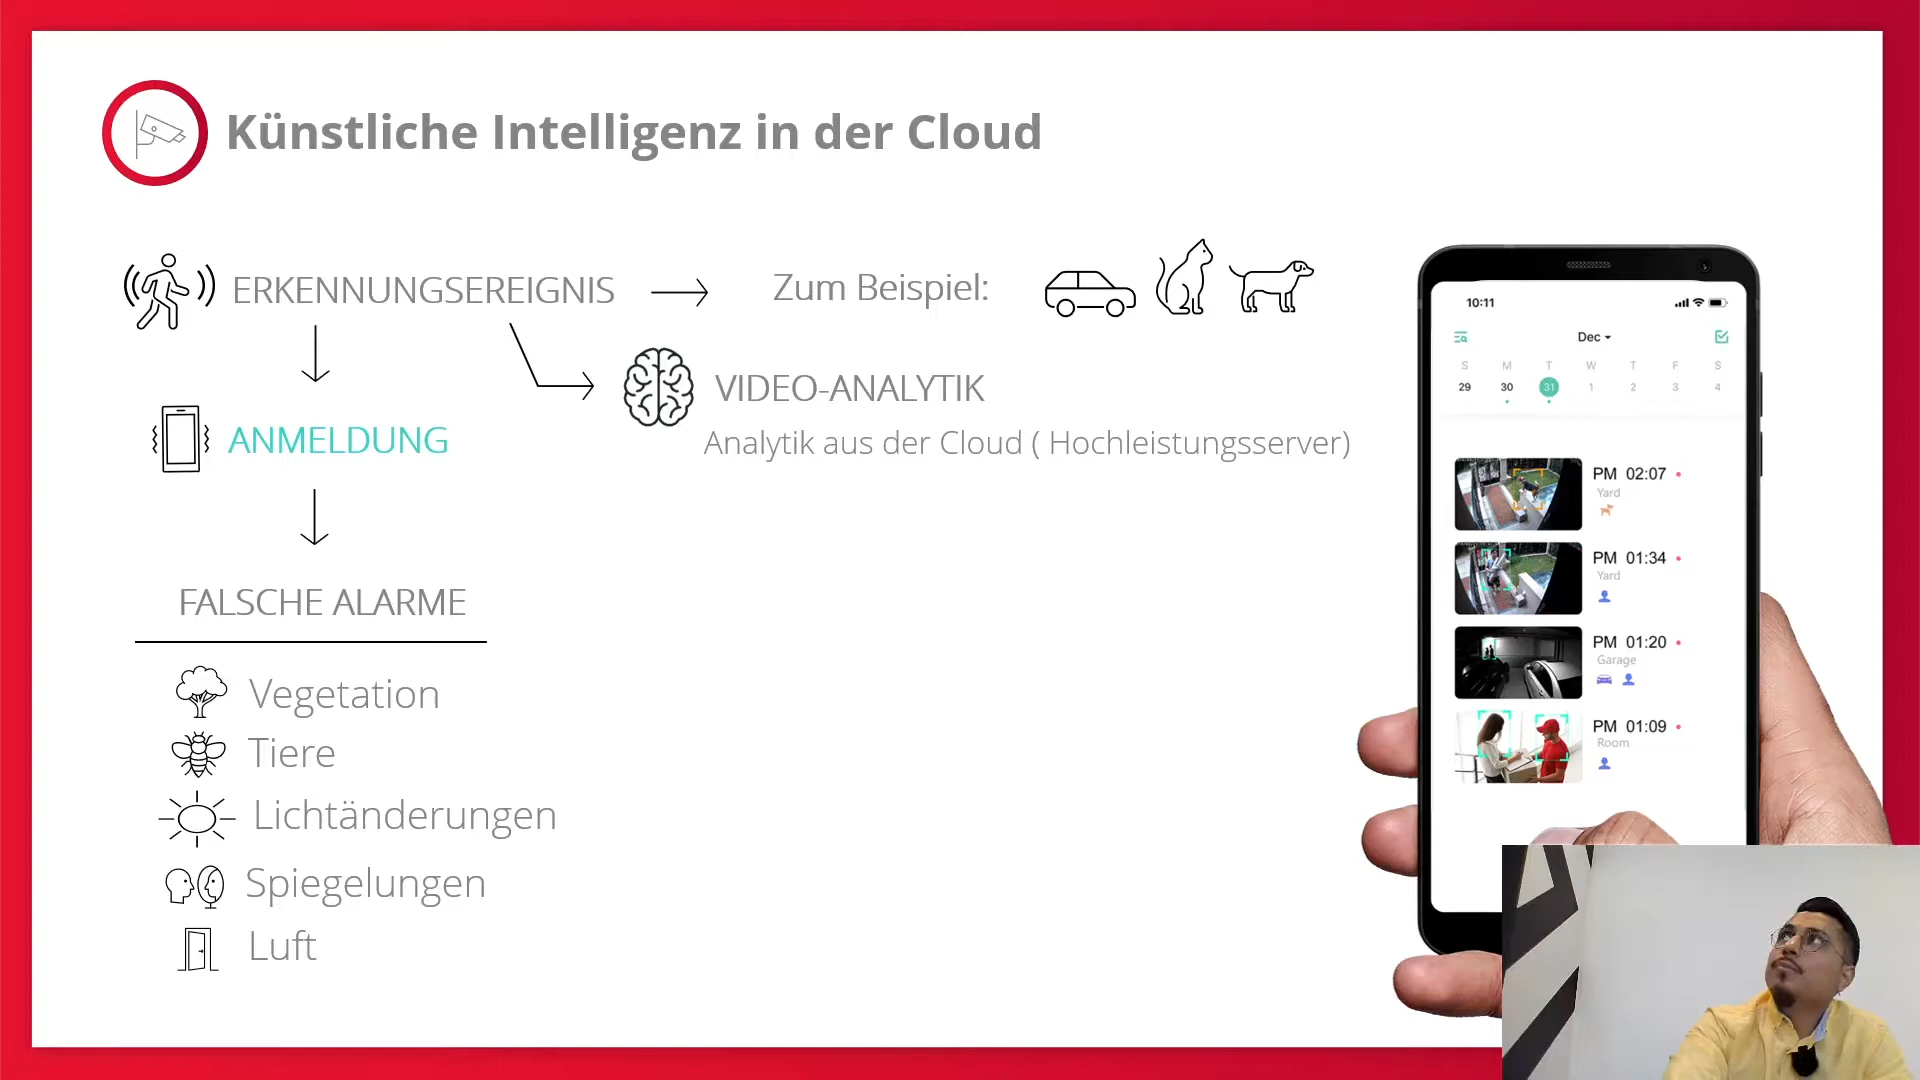 Künstliche Intelligenz in der Cloud
ERKENNUNGSEREIGNIS
Zum Beispiel:
VIDEO-ANALYTIK
Analytik aus der Cloud ( Hochleistungsserver)
ANMELDUNG
FALSCHE ALARME
Vegetation
Tiere
Lichtänderungen
Spiegelungen
Luft
10:11
Dec
S M T W T F S
29 30 31 1 2 3 4
PM 02:07
Yard
PM 01:34
Yard
PM 01:20
Garage
PM 01:09
Room